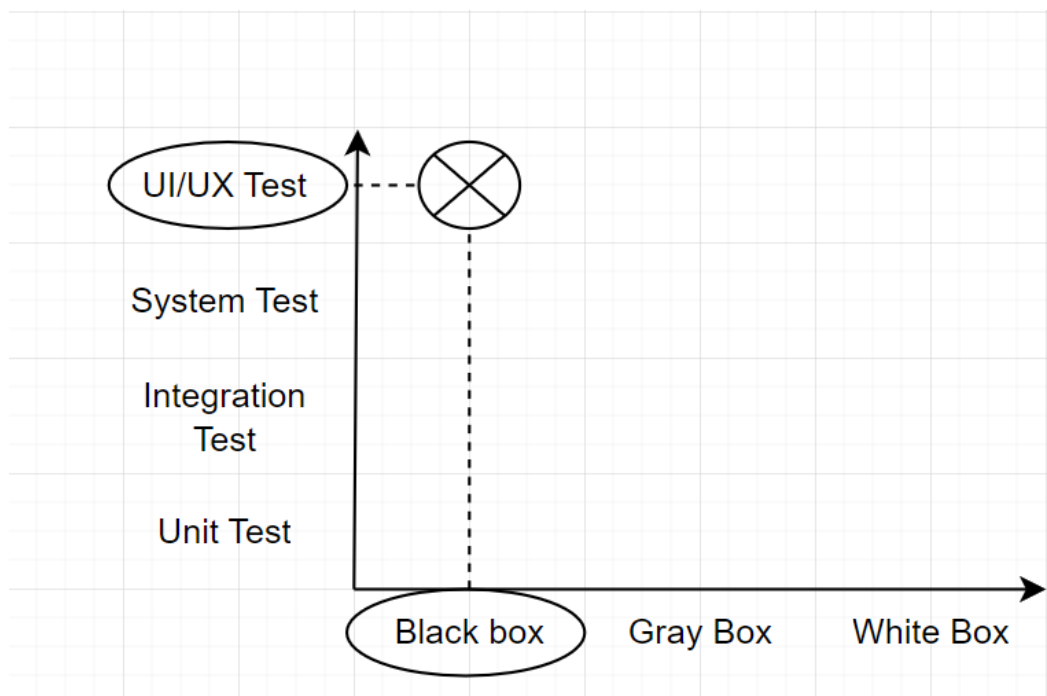 UI/UX Test
System Test
Integration
Test
Unit Test
Black box
Gray Box
White Box